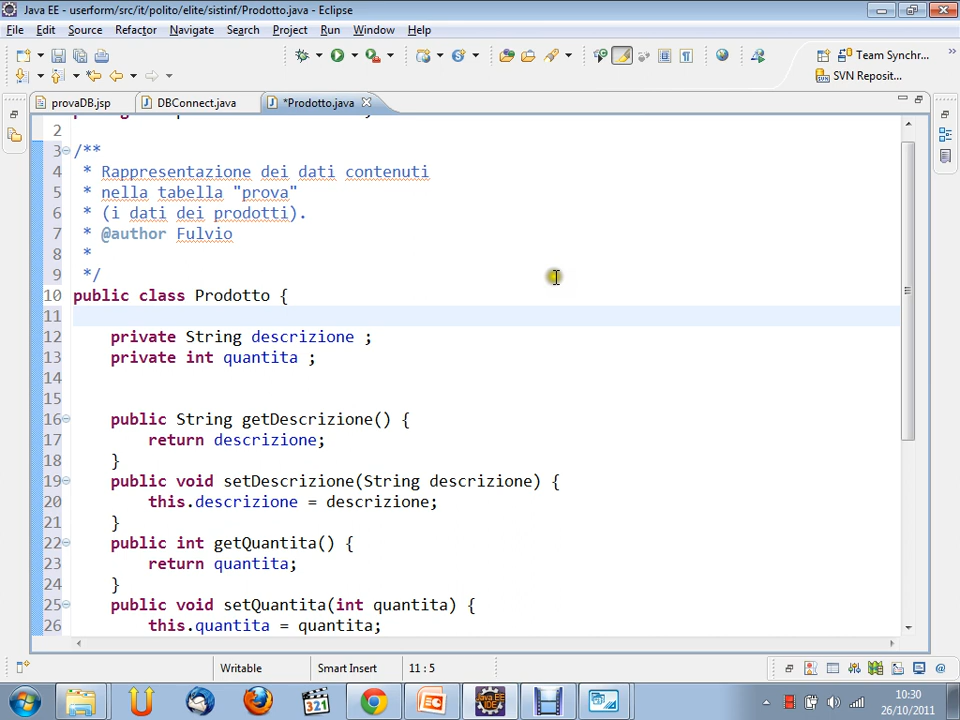 Java EE - userform/src/it/polito/elite/sistinf/Prodotto.java - Eclipse
File Edit Source Refactor Navigate Search Project Run Window Help
Team Synchr...
SVN Reposit...
provaDB.jsp DBConnect.java *Prodotto.java
2
3 /**
4 * Rappresentazione dei dati contenuti
5 * nella tabella "prova"
6 * (i dati dei prodotti).
7 * @author Fulvio
8 *
9 */
10 public class Prodotto {
11
12 private String descrizione ;
13 private int quantita ;
14
15
16 public String getDescrizione() {
17 return descrizione;
18 }
19 public void setDescrizione(String descrizione) {
20 this.descrizione = descrizione;
21 }
22 public int getQuantita() {
23 return quantita;
24 }
25 public void setQuantita(int quantita) {
26 this.quantita = quantita;
Writable Smart Insert 11 : 5
321
Java EE
IDE
10:30
26/10/2011